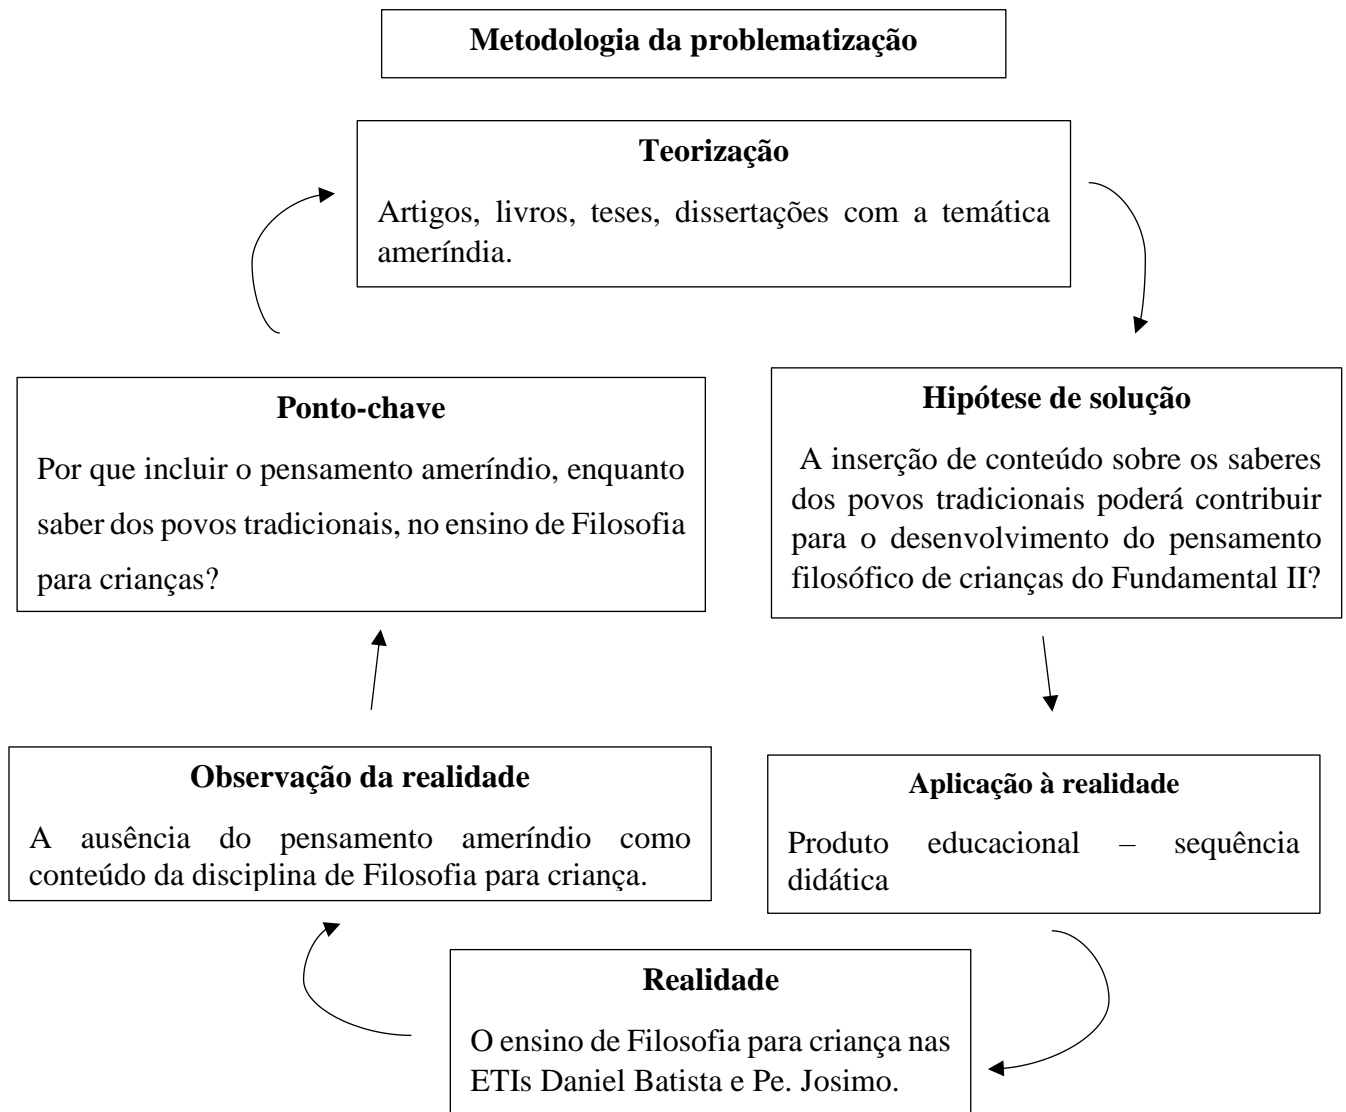 Metodologia da problematização
Teorização
Artigos, livros, teses, dissertações com a temática
ameríndia.
Ponto-chave
Por que incluir o pensamento ameríndio, enquanto
saber dos povos tradicionais, no ensino de Filosofia
para crianças?
Hipótese de solução
A inserção de conteúdo sobre os saberes
dos povos tradicionais poderá contribuir
para o desenvolvimento do pensamento
filosófico de crianças do Fundamental II?
Observação da realidade
A ausência do pensamento ameríndio como
conteúdo da disciplina de Filosofia para criança.
Aplicação à realidade
Produto educacional – sequência
didática
Realidade
O ensino de Filosofia para criança nas
ETIs Daniel Batista e Pe. Josimo.